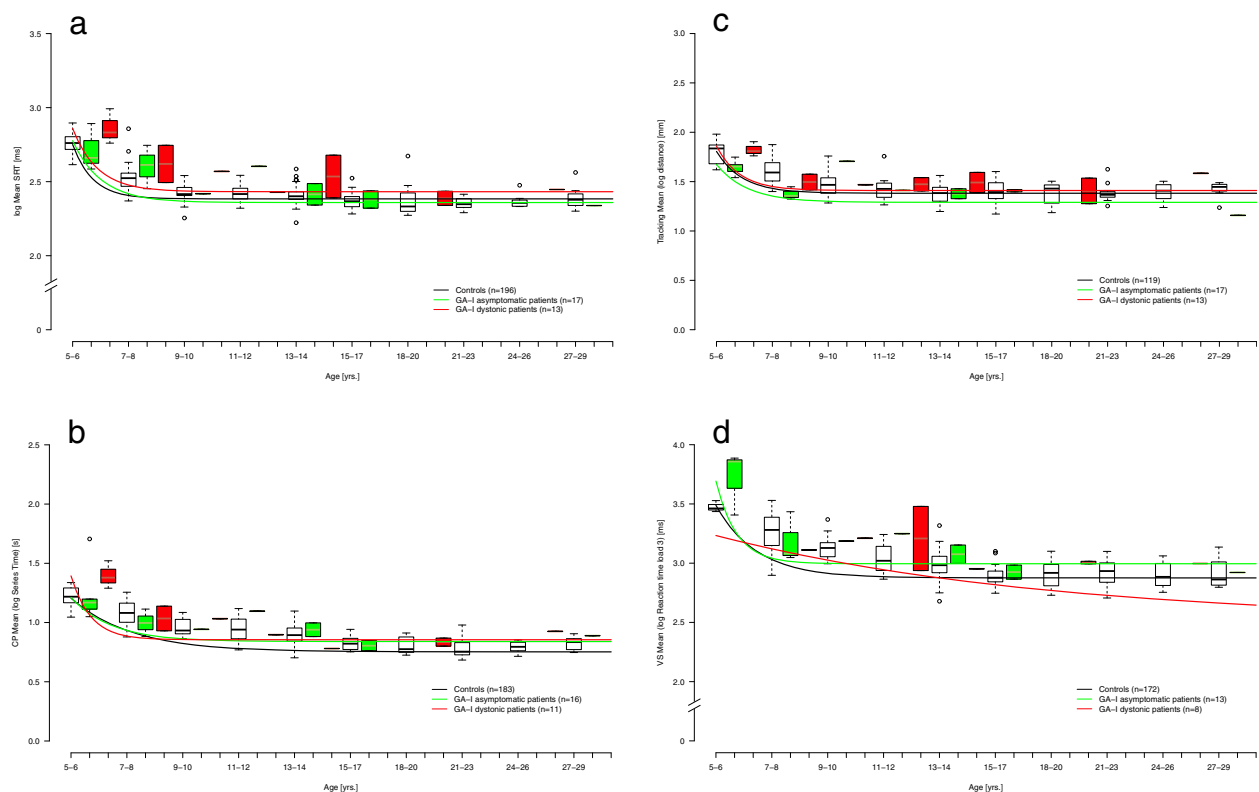 a
log Mean SRT [ms]
3.5
3.0
2.5
2.0
0
Controls (n=196)
GA−I asymptomatic patients (n=17)
GA−I dystonic patients (n=13)
5−6 7−8 9−10 11−12 13−14 15−17 18−20 21−23 24−26 27−29
Age [yrs.]
c
Tracking Mean (log distance) [mm]
3.0
2.5
2.0
1.5
1.0
0.5
0.0
Controls (n=119)
GA−I asymptomatic patients (n=17)
GA−I dystonic patients (n=13)
5−6 7−8 9−10 11−12 13−14 15−17 18−20 21−23 24−26 27−29
Age [yrs.]
b
CP Mean (log Series Time) [s]
2.5
2.0
1.5
1.0
0.5
0.0
Controls (n=183)
GA−I asymptomatic patients (n=16)
GA−I dystonic patients (n=11)
5−6 7−8 9−10 11−12 13−14 15−17 18−20 21−23 24−26 27−29
Age [yrs.]
d
VS Mean (log Reaction time Lead 3) [ms]
4.0
3.5
3.0
2.5
2.0
0.0
Controls (n=172)
GA−I asymptomatic patients (n=13)
GA−I dystonic patients (n=8)
5−6 7−8 9−10 11−12 13−14 15−17 18−20 21−23 24−26 27−29
Age [yrs.]